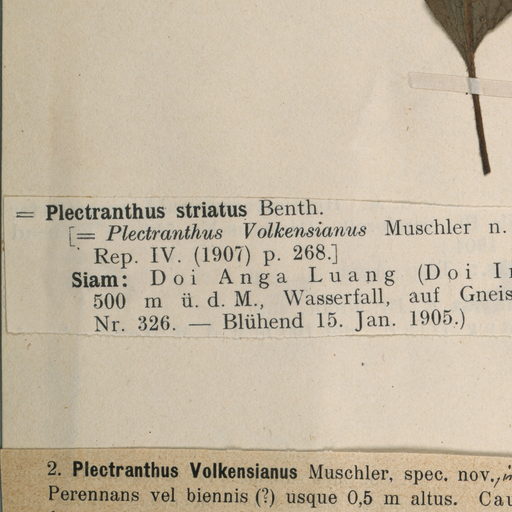 = Plectranthus striatus Benth.
[= Plectranthus Volkensianus Muschler n.
Rep. IV. (1907) p. 268.]
Siam: Doi Anga Luang (Doi
500 m ü. d. M., Wasserfall, auf Gneis
Nr. 326. — Blühend 15. Jan. 1905.)
2. Plectranthus Volkensianus Muschler, spec. nov.,
Perennans vel biennis (?) usque 0,5 m altus.